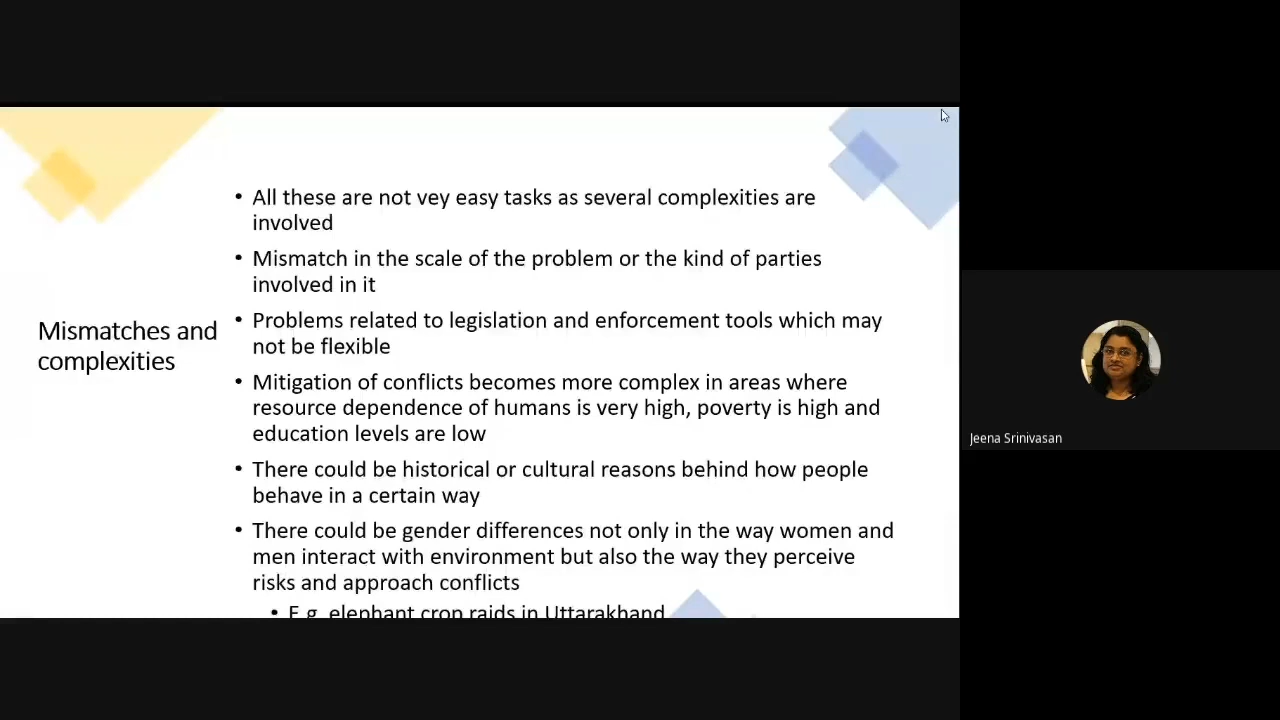 Mismatches and
complexities
• All these are not vey easy tasks as several complexities are
involved
• Mismatch in the scale of the problem or the kind of parties
involved in it
• Problems related to legislation and enforcement tools which may
not be flexible
• Mitigation of conflicts becomes more complex in areas where
resource dependence of humans is very high, poverty is high and
education levels are low
• There could be historical or cultural reasons behind how people
behave in a certain way
• There could be gender differences not only in the way women and
men interact with environment but also the way they perceive
risks and approach conflicts
• E.g. elephant crop raids in Uttarakhand
Jeena Srinivasan